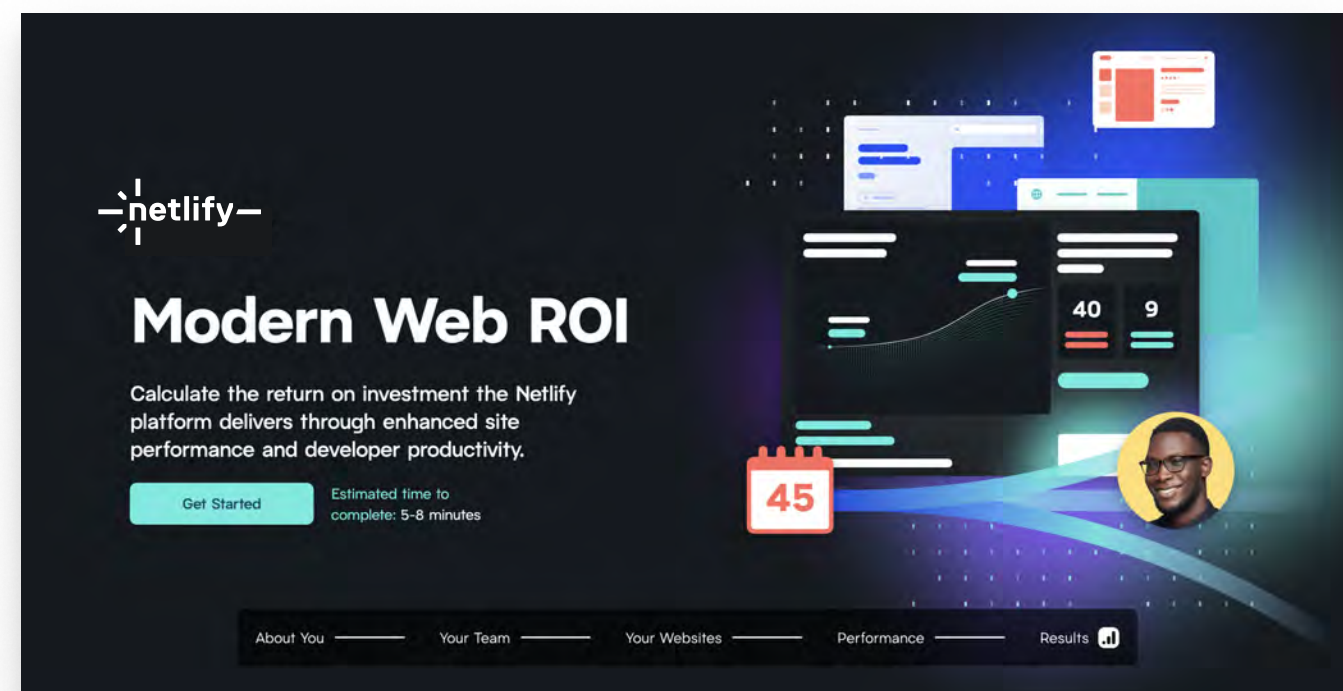 netlify
Modern Web ROI
Calculate the return on investment the Netlify
platform delivers through enhanced site
performance and developer productivity.
Get Started
Estimated time to
complete: 5-8 minutes
40
9
45
About You
Your Team
Your Websites
Performance
Results